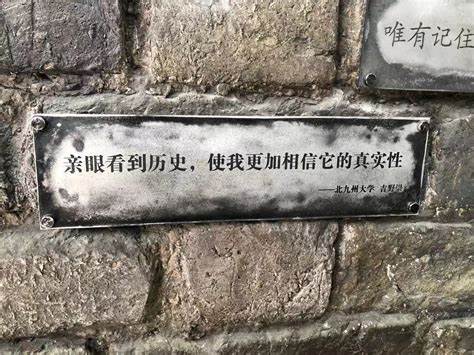 唯有记住
亲眼看到历史，使我更加相信它的真实性
——北九州大学 吉野